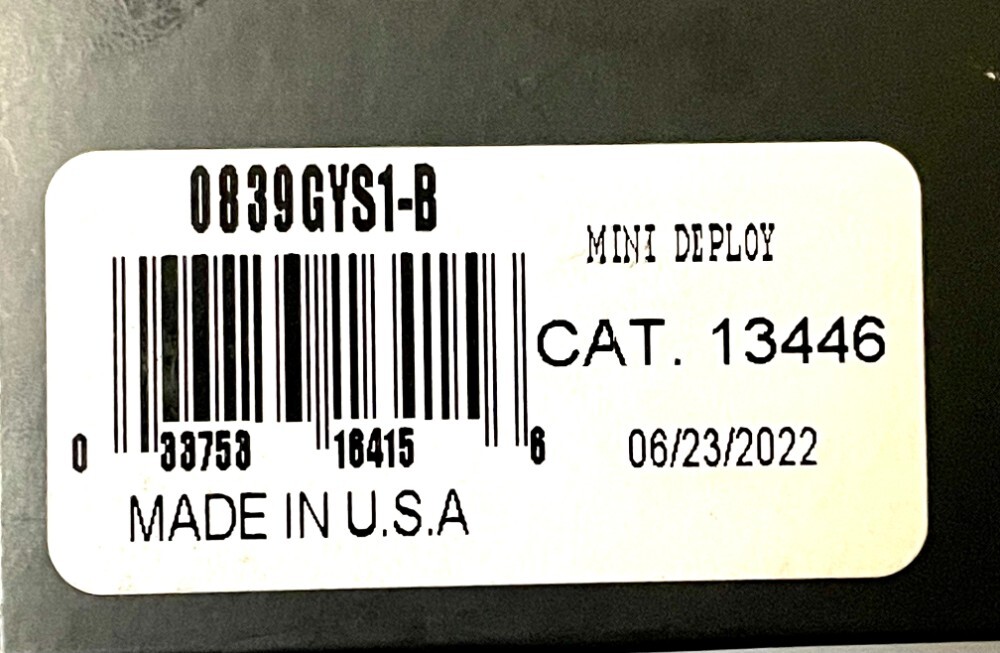 0839GYS1-B
MINI DEPLOY
CAT. 13446
0 33753 16415 6
06/23/2022
MADE IN U.S.A